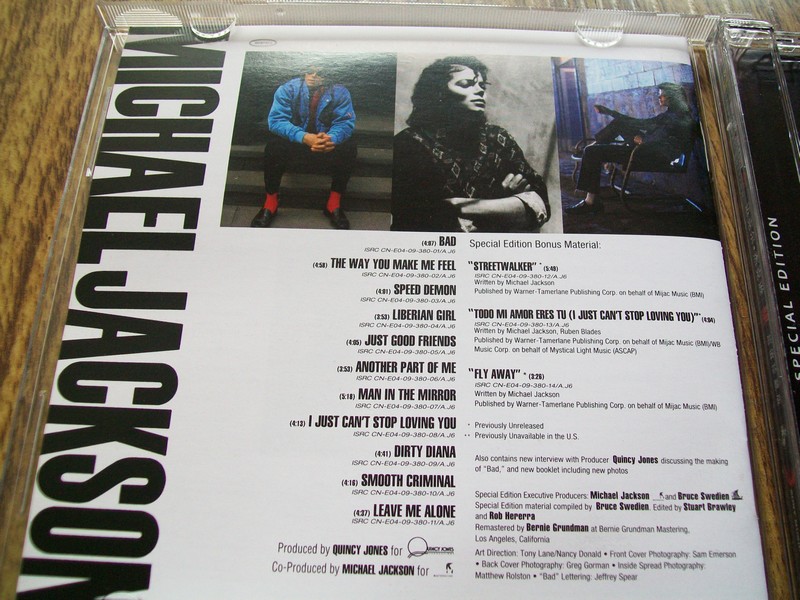 MICHAEL JACKSON
(4:07) BAD
ISRC CN-E04-09-380-01/A.J6
(4:58) THE WAY YOU MAKE ME FEEL
ISRC CN-E04-09-380-02/A.J6
(4:01) SPEED DEMON
ISRC CN-E04-09-380-03/A.J6
(3:53) LIBERIAN GIRL
ISRC CN-E04-09-380-04/A.J6
(4:05) JUST GOOD FRIENDS
ISRC CN-E04-09-380-05/A.J6
(3:53) ANOTHER PART OF ME
ISRC CN-E04-09-380-06/A.J6
(5:18) MAN IN THE MIRROR
ISRC CN-E04-09-380-07/A.J6
(4:13) I JUST CAN'T STOP LOVING YOU
ISRC CN-E04-09-380-08/A.J6
(4:41) DIRTY DIANA
ISRC CN-E04-09-380-09/A.J6
(4:16) SMOOTH CRIMINAL
ISRC CN-E04-09-380-10/A.J6
(4:37) LEAVE ME ALONE
ISRC CN-E04-09-380-11/A.J6
Produced by QUINCY JONES for QUINCY JONES
Co-Produced by MICHAEL JACKSON for
Special Edition Bonus Material:
"STREETWALKER" * (5:49)
ISRC CN-E04-09-380-12/A.J6
Written by Michael Jackson
Published by Warner-Tamerlane Publishing Corp. on behalf of Mijac Music (BMI)
"TODO MI AMOR ERES TU (I JUST CAN'T STOP LOVING YOU)" ** (4:04)
ISRC CN-E04-09-380-13/A.J6
Written by Michael Jackson, Ruben Blades
Published by Warner-Tamerlane Publishing Corp. on behalf of Mijac Music (BMI)/WB
Music Corp. on behalf of Mystical Light Music (ASCAP)
"FLY AWAY" * (3:26)
ISRC CN-E04-09-380-14/A.J6
Written by Michael Jackson
Published by Warner-Tamerlane Publishing Corp. on behalf of Mijac Music (BMI)
* Previously Unreleased
** Previously Unavailable in the U.S.
Also contains new interview with Producer Quincy Jones discussing the making
of "Bad," and new booklet including new photos
Special Edition Executive Producers: Michael Jackson and Bruce Swedien
Special Edition material compiled by Bruce Swedien. Edited by Stuart Brawley
and Rob Hererra
Remastered by Bernie Grundman at Bernie Grundman Mastering,
Los Angeles, California
Art Direction: Tony Lane/Nancy Donald • Front Cover Photography: Sam Emerson
• Back Cover Photography: Greg Gorman • Inside Spread Photography:
Matthew Rolston • "Bad" Lettering: Jeffrey Spear
SPECIAL EDITION